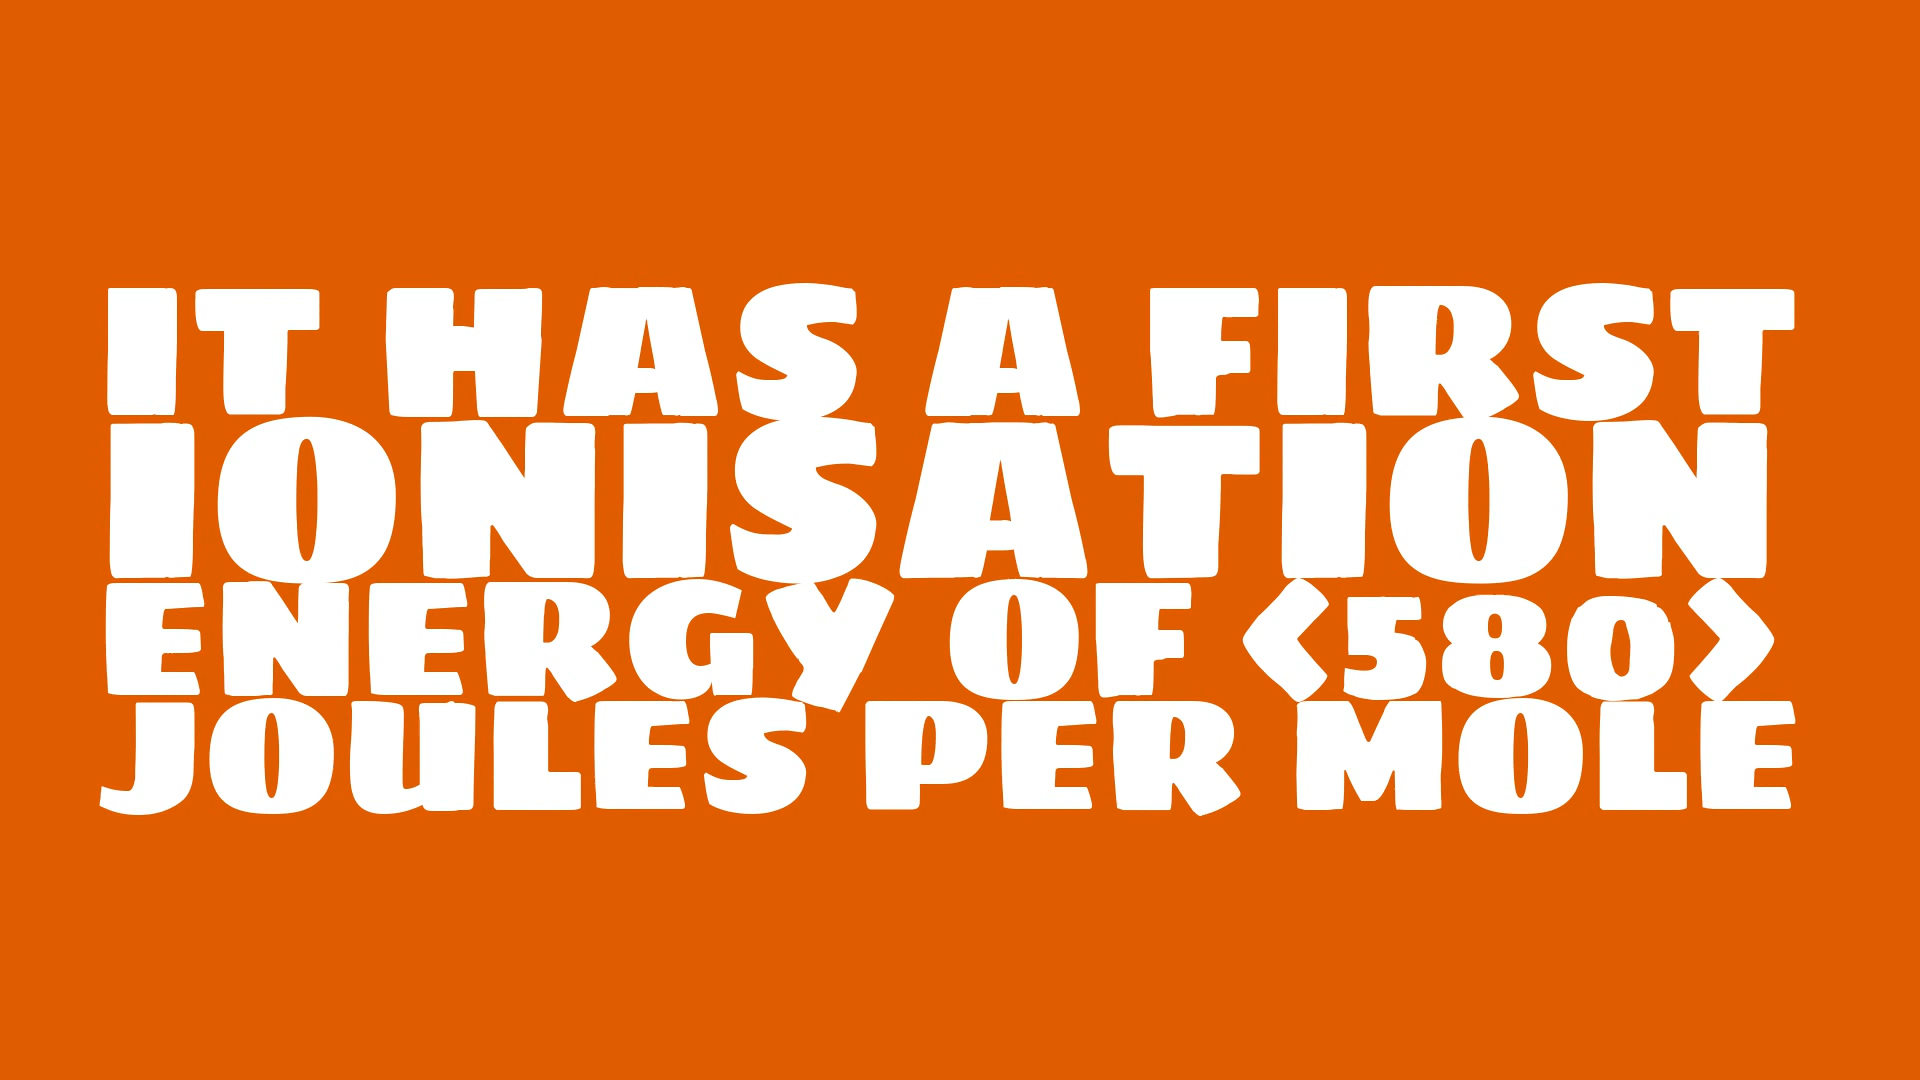 IT HAS A FIRST
IONISATION
ENERGY OF <580>
JOULES PER MOLE